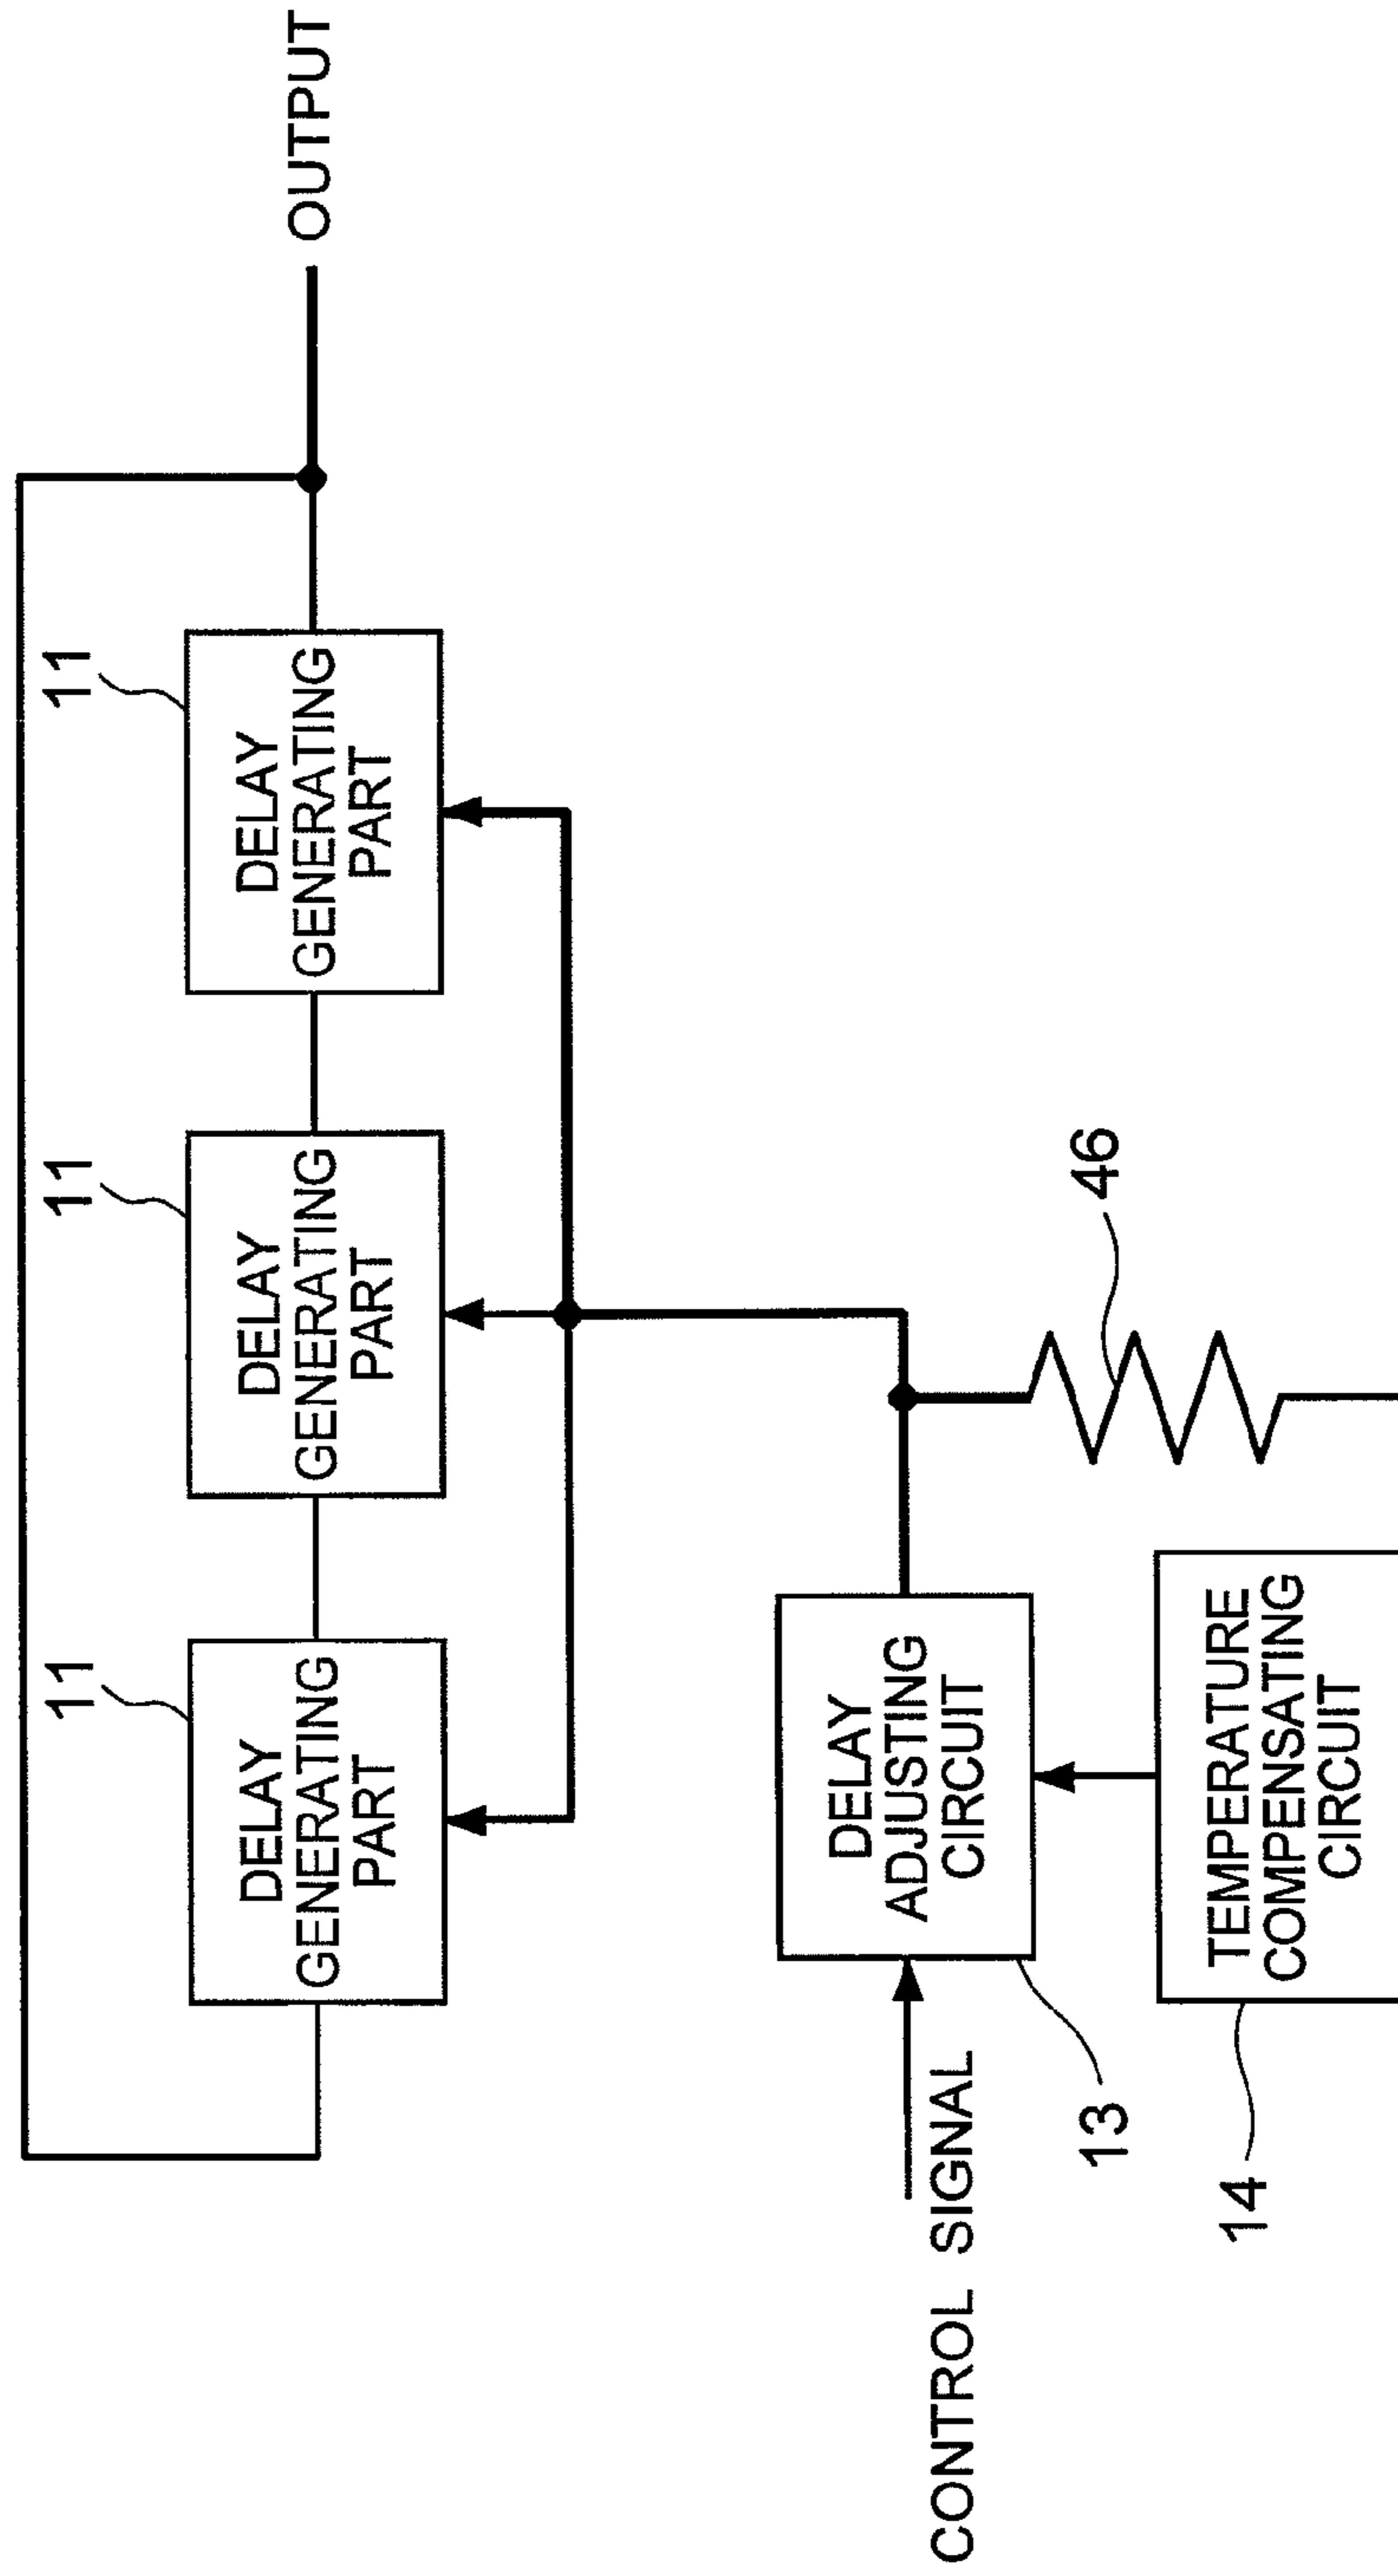 OUTPUT
11
11
11
DELAY
GENERATING
PART
DELAY
GENERATING
PART
DELAY
GENERATING
PART
46
DELAY
ADJUSTING
CIRCUIT
CONTROL SIGNAL
13
TEMPERATURE
COMPENSATING
CIRCUIT
14